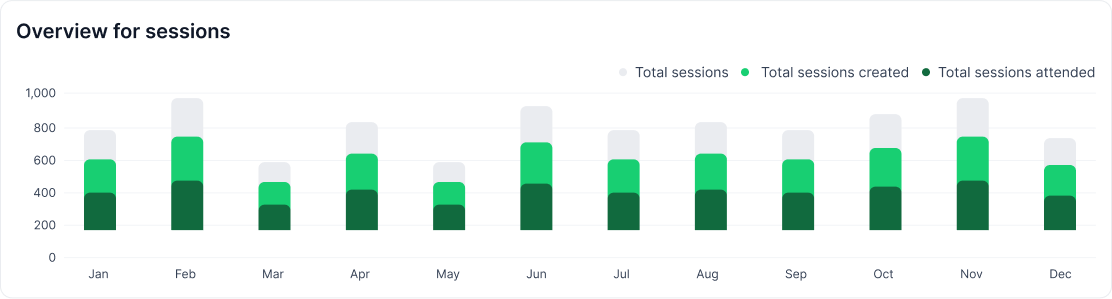 Overview for sessions
Total sessions Total sessions created Total sessions attended
1,000
800
600
400
200
0
Jan Feb Mar Apr May Jun Jul Aug Sep Oct Nov Dec